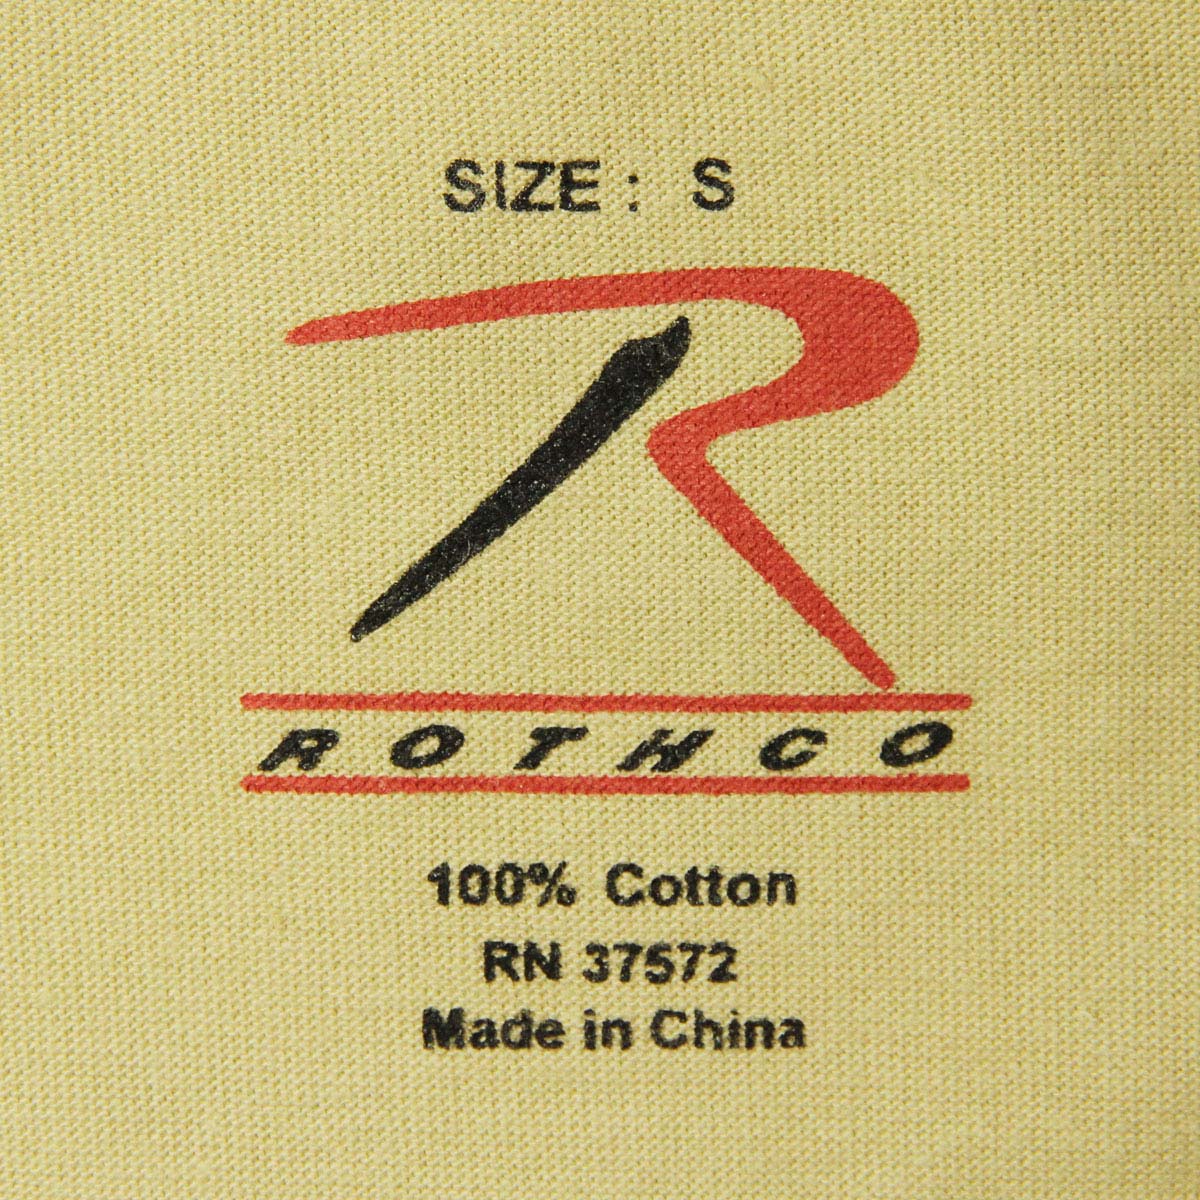 SIZE : S
ROTHCO
100% Cotton
RN 37572
Made in China